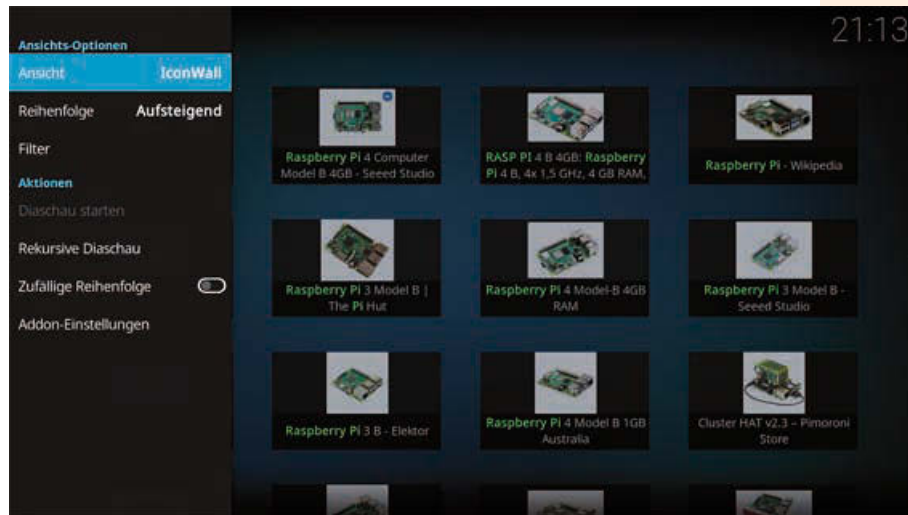 21:13
Ansichts-Optionen
Ansicht IconWall
Reihenfolge Aufsteigend
Filter
Aktionen
Diaschau starten
Rekursive Diaschau
Zufällige Reihenfolge
Addon-Einstellungen
Raspberry Pi 4 Computer
Model B 4GB - Seeed Studio
RASP PI 4 B 4GB: Raspberry
Pi 4 B, 4x 1,5 GHz, 4 GB RAM,
Raspberry Pi - Wikipedia
Raspberry Pi 3 Model B |
The Pi Hut
Raspberry Pi 4 Model-B 4GB
RAM
Raspberry Pi 3 Model B -
Seeed Studio
Raspberry Pi 3 B - Elektor
Raspberry Pi 4 Model B 1GB
Australia
Cluster HAT v2.3 – Pimoroni
Store